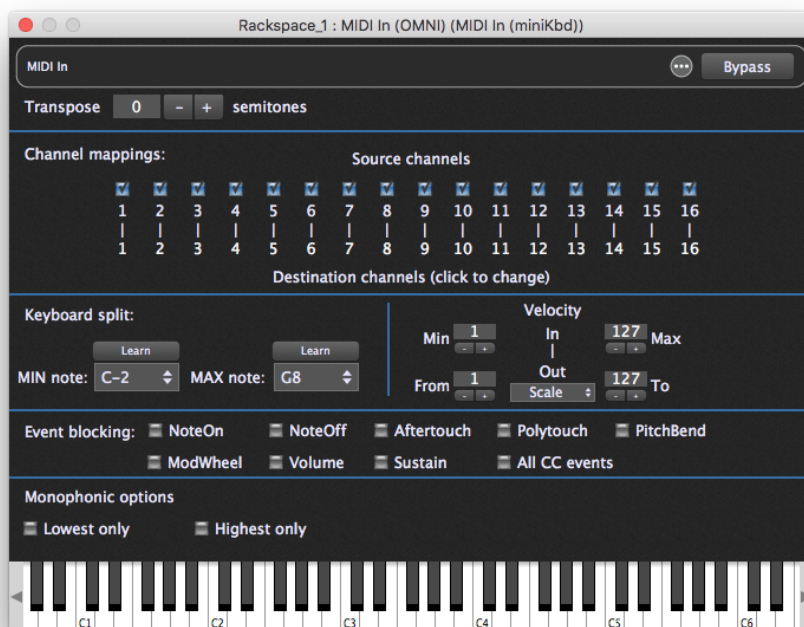 Rackspace_1 : MIDI In (OMNI) (MIDI In (miniKbd))
MIDI In ••• Bypass
Transpose 0 - + semitones
Channel mappings: Source channels
1 2 3 4 5 6 7 8 9 10 11 12 13 14 15 16
| | | | | | | | | | | | | | | |
1 2 3 4 5 6 7 8 9 10 11 12 13 14 15 16
Destination channels (click to change)
Keyboard split:
Learn Learn
MIN note: C-2 MAX note: G8
Velocity
Min 1 In 127 Max
- + | - +
From 1 Out 127 To
- + Scale - +
Event blocking: NoteOn NoteOff Aftertouch Polytouch PitchBend
ModWheel Volume Sustain All CC events
Monophonic options
Lowest only Highest only
C1 C2 C3 C4 C5 C6